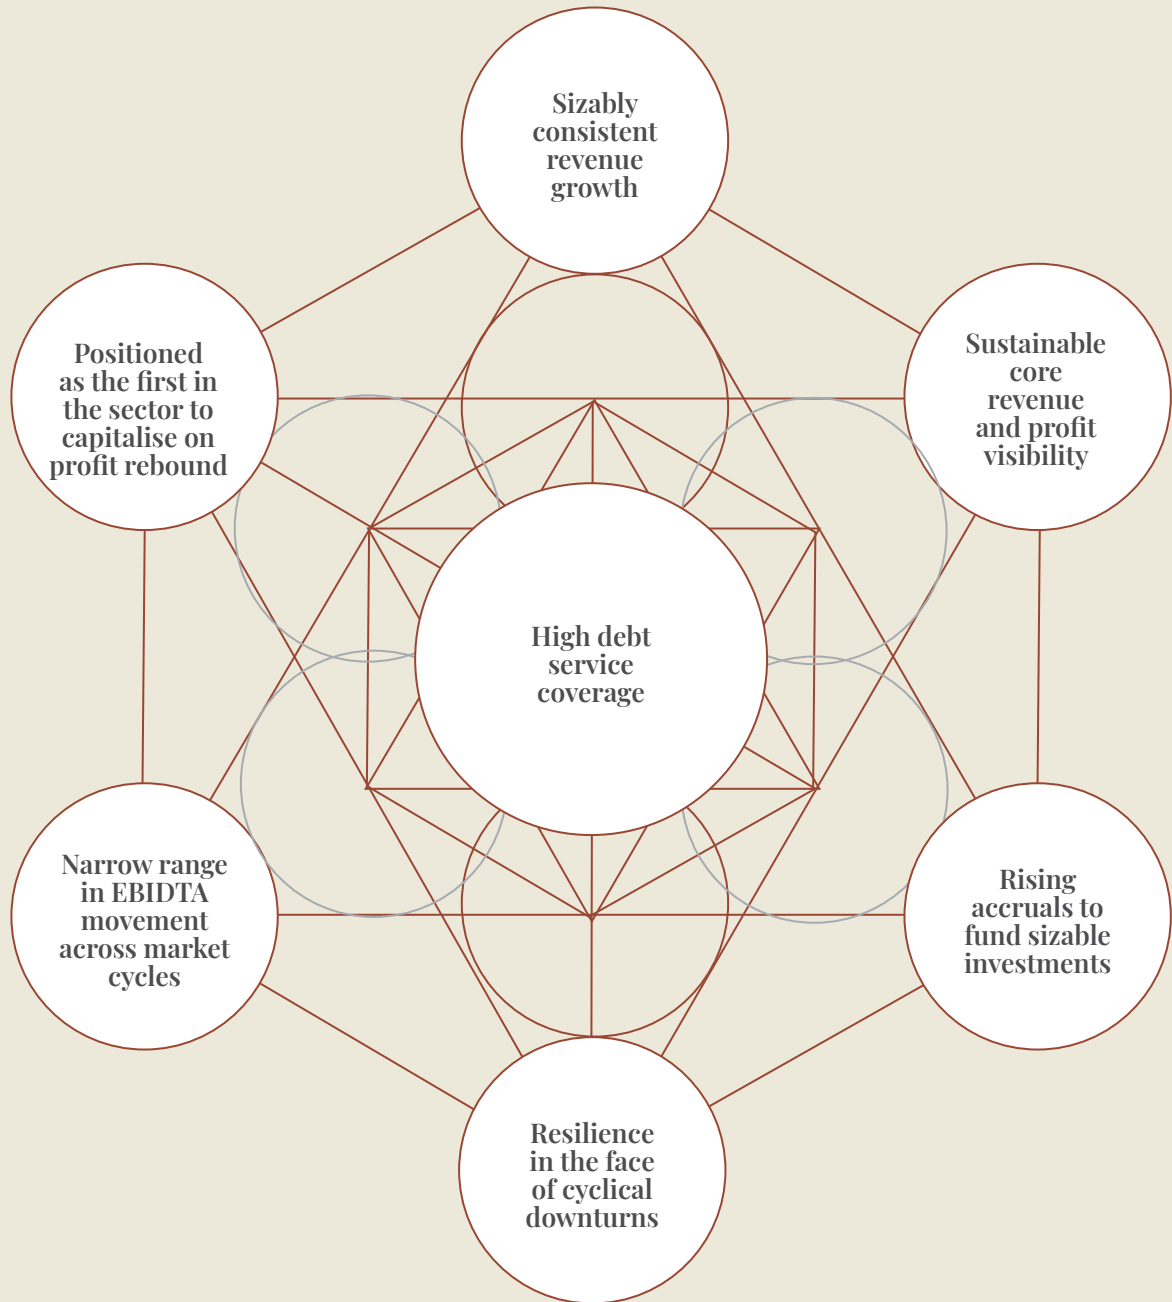 Sizably
consistent
revenue
growth
Positioned
as the first in
the sector to
capitalise on
profit rebound
Sustainable
core
revenue
and profit
visibility
High debt
service
coverage
Narrow range
in EBIDTA
movement
across market
cycles
Rising
accruals to
fund sizable
investments
Resilience
in the face
of cyclical
downturns